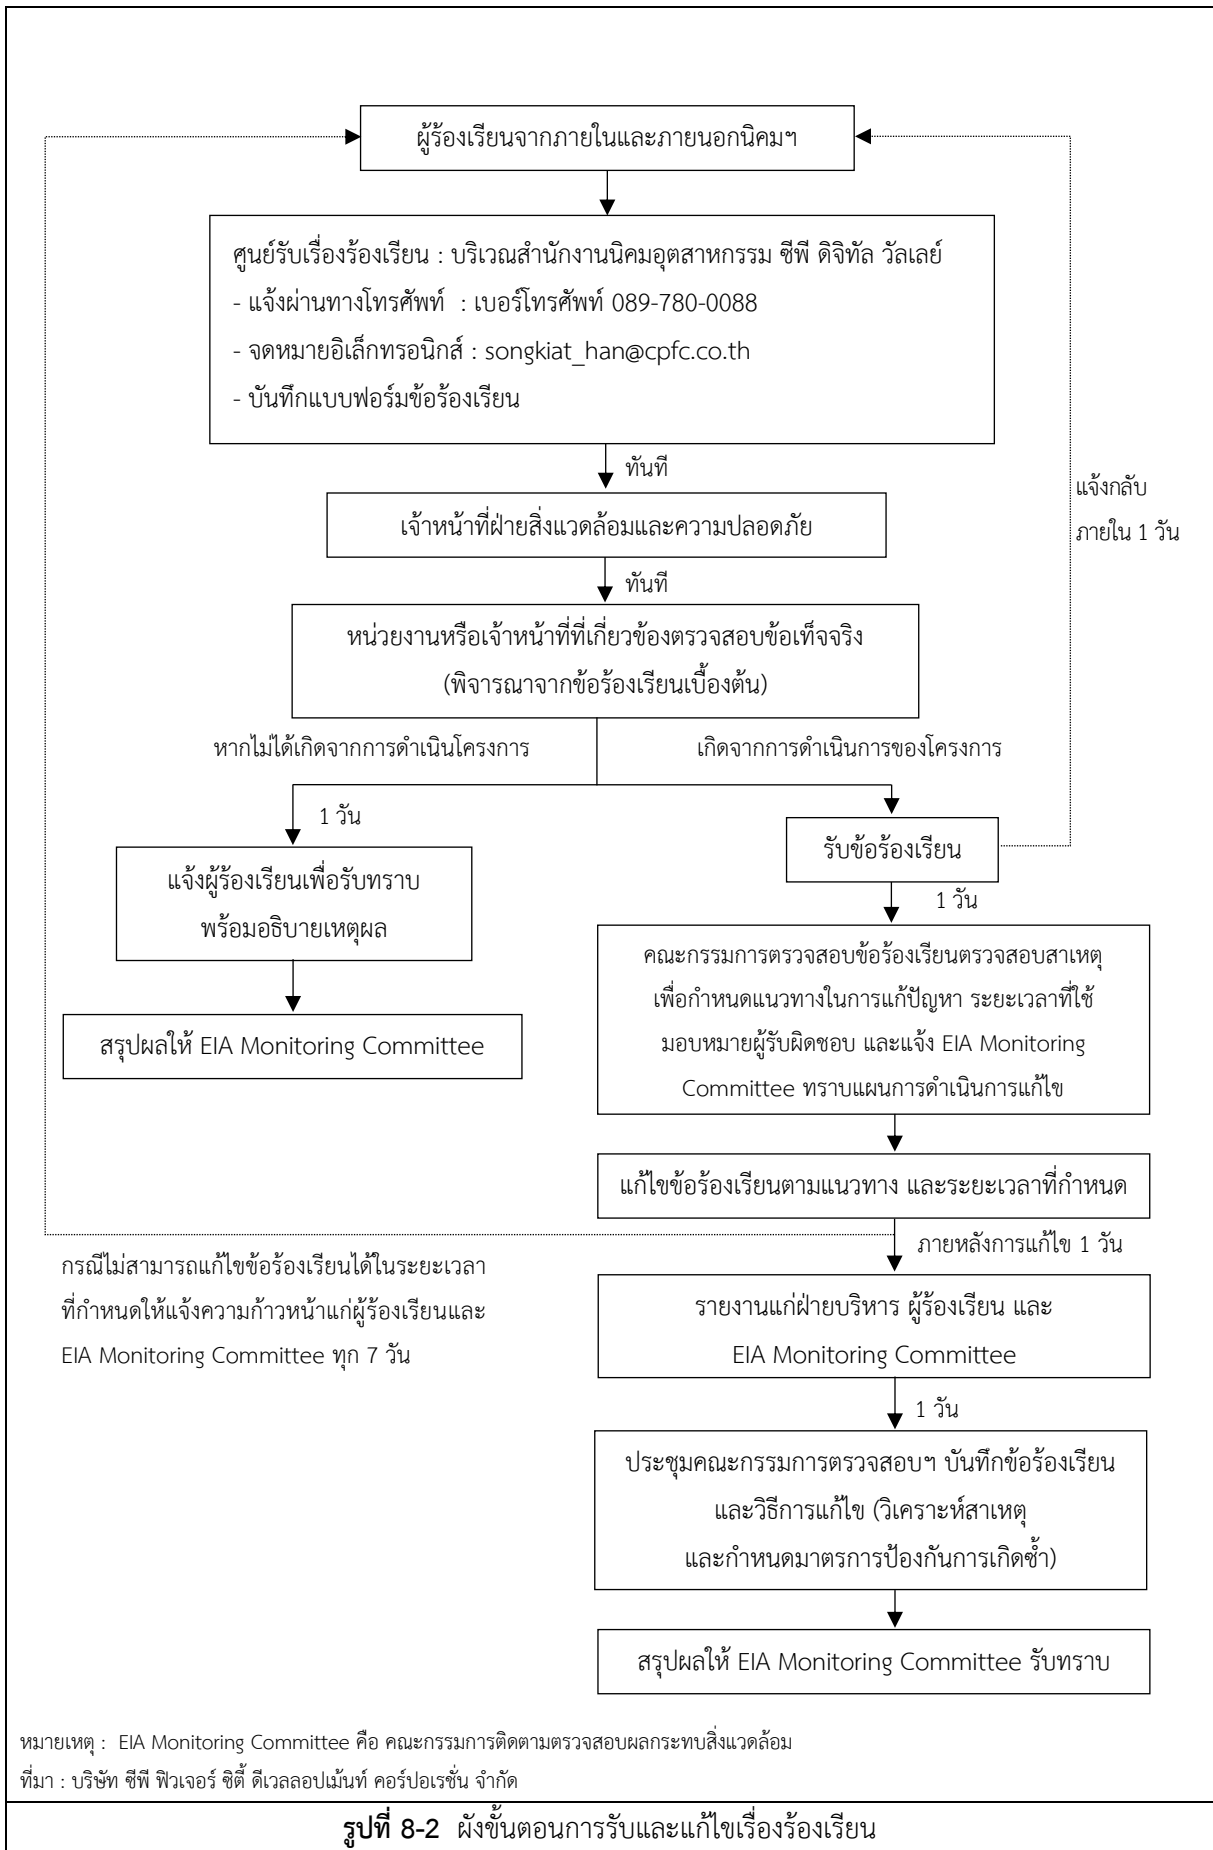 ผู้ร้องเรียนจากภายในและภายนอกนิคมฯ
ศูนย์รับเรื่องร้องเรียน : บริเวณสำนักงานนิคมอุตสาหกรรม ซีพี ดิจิทัล วัลเลย์
- แจ้งผ่านทางโทรศัพท์ : เบอร์โทรศัพท์ 089-780-0088
- จดหมายอิเล็กทรอนิกส์ : songkiat_han@cpfc.co.th
- บันทึกแบบฟอร์มข้อร้องเรียน
ทันที
แจ้งกลับ
ภายใน 1 วัน
เจ้าหน้าที่ฝ่ายสิ่งแวดล้อมและความปลอดภัย
ทันที
หน่วยงานหรือเจ้าหน้าที่ที่เกี่ยวข้องตรวจสอบข้อเท็จจริง
(พิจารณาจากข้อร้องเรียนเบื้องต้น)
หากไม่ได้เกิดจากการดำเนินโครงการ
เกิดจากการดำเนินการของโครงการ
1 วัน
แจ้งผู้ร้องเรียนเพื่อรับทราบ
พร้อมอธิบายเหตุผล
สรุปผลให้ EIA Monitoring Committee
รับข้อร้องเรียน
1 วัน
คณะกรรมการตรวจสอบข้อร้องเรียนตรวจสอบสาเหตุ
เพื่อกำหนดแนวทางในการแก้ปัญหา ระยะเวลาที่ใช้
มอบหมายผู้รับผิดชอบ และแจ้ง EIA Monitoring
Committee ทราบแผนการดำเนินการแก้ไข
แก้ไขข้อร้องเรียนตามแนวทาง และระยะเวลาที่กำหนด
ภายหลังการแก้ไข 1 วัน
กรณีไม่สามารถแก้ไขข้อร้องเรียนได้ในระยะเวลา
ที่กำหนดให้แจ้งความก้าวหน้าแก่ผู้ร้องเรียนและ
EIA Monitoring Committee ทุก 7 วัน
รายงานแก่ฝ่ายบริหาร ผู้ร้องเรียน และ
EIA Monitoring Committee
1 วัน
ประชุมคณะกรรมการตรวจสอบฯ บันทึกข้อร้องเรียน
และวิธีการแก้ไข (วิเคราะห์สาเหตุ
และกำหนดมาตรการป้องกันการเกิดซ้ำ)
สรุปผลให้ EIA Monitoring Committee รับทราบ
หมายเหตุ : EIA Monitoring Committee คือ คณะกรรมการติดตามตรวจสอบผลกระทบสิ่งแวดล้อม
ที่มา : บริษัท ซีพี ฟิวเจอร์ ซิตี้ ดีเวลลอปเม้นท์ คอร์ปอเรชั่น จำกัด
รูปที่ 8-2 ผังขั้นตอนการรับและแก้ไขเรื่องร้องเรียน